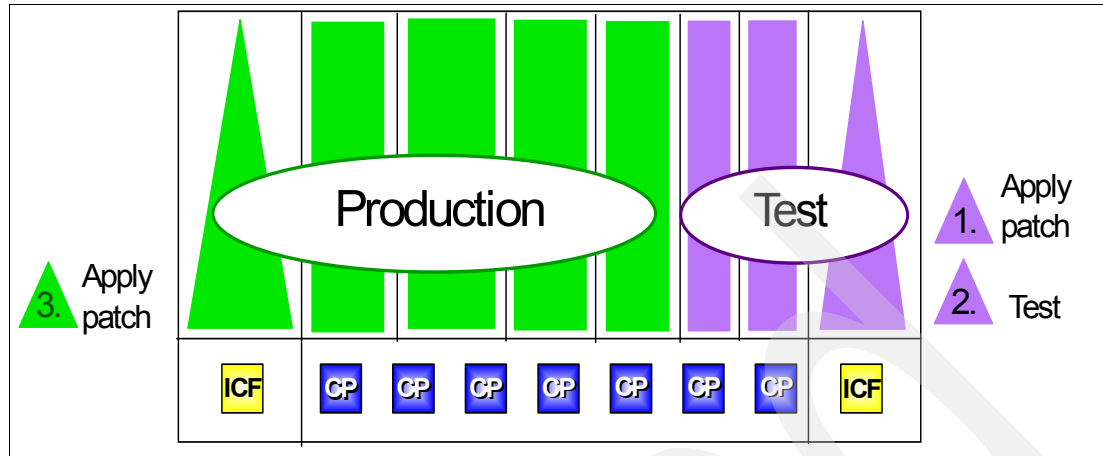 Production
Test
3.
Apply
patch
1.
Apply
patch
2.
Test
ICF
CP
CP
CP
CP
CP
CP
CP
ICF